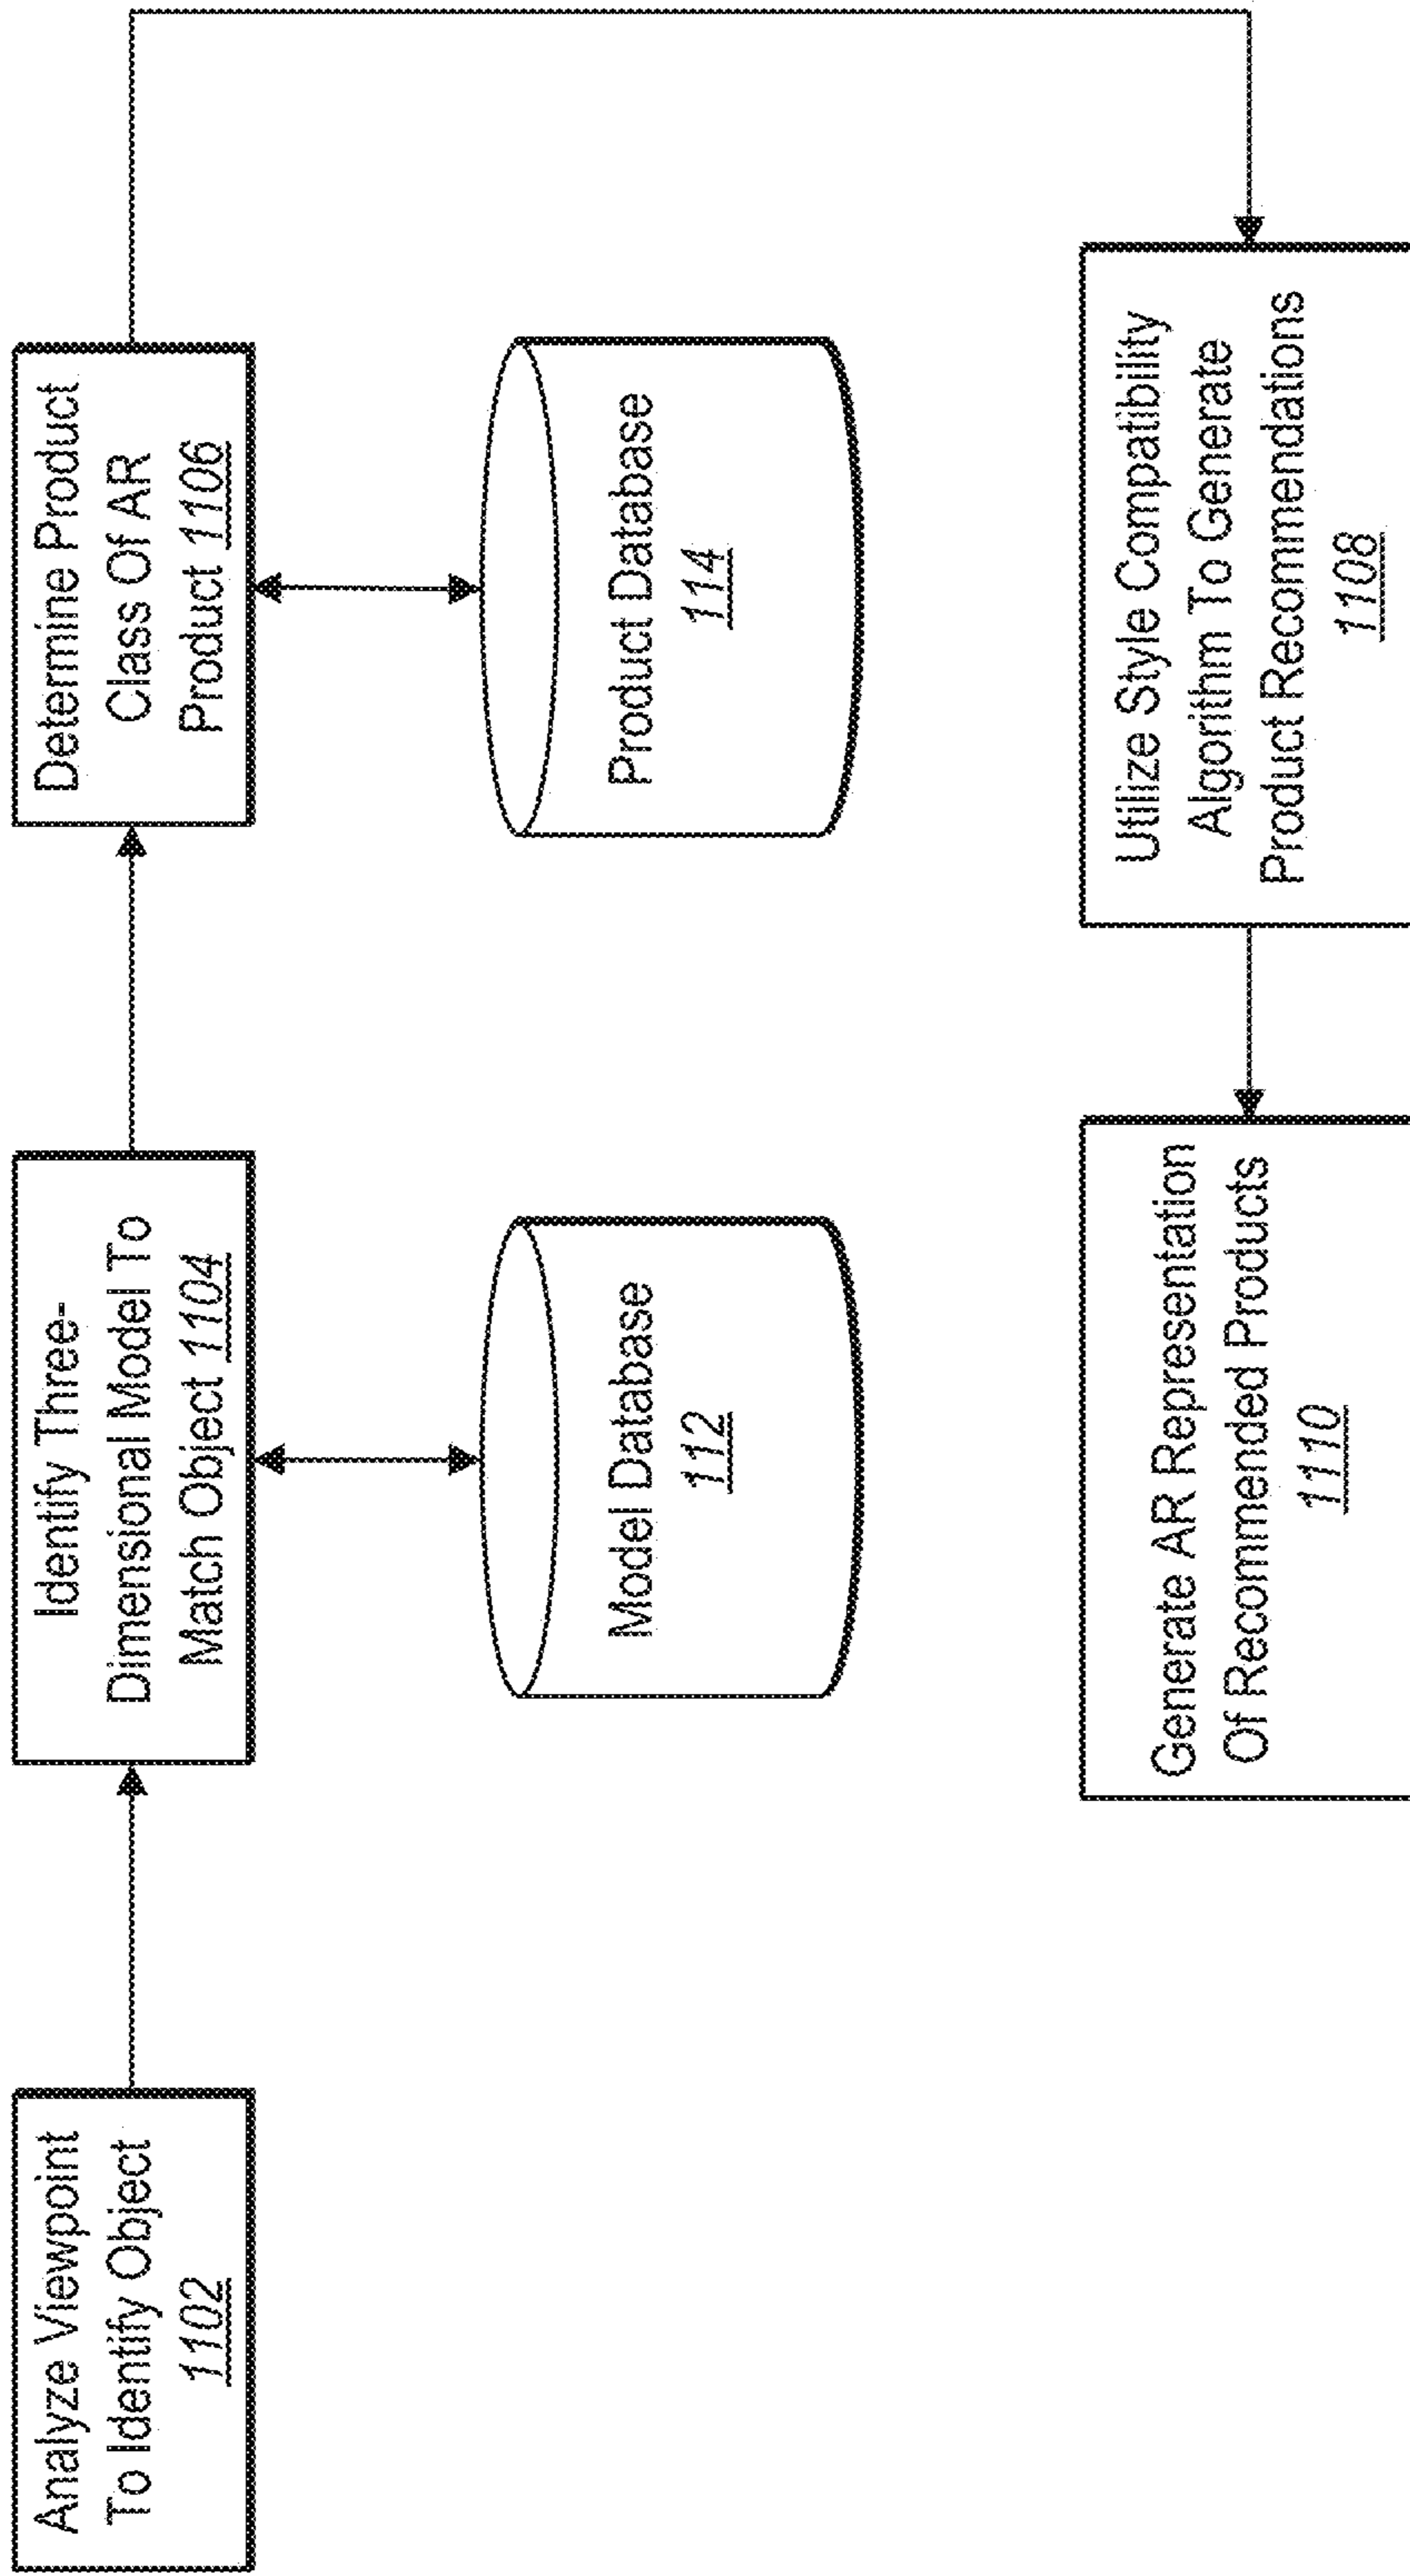 Analyze Viewpoint
To Identify Object
1102
Identify Three-
Dimensional Model To
Match Object 1104
Determine Product
Class Of AR
Product 1106
Model Database
112
Product Database
114
Utilize Style Compatibility
Algorithm To Generate
Product Recommendations
1108
Generate AR Representation
Of Recommended Products
1110